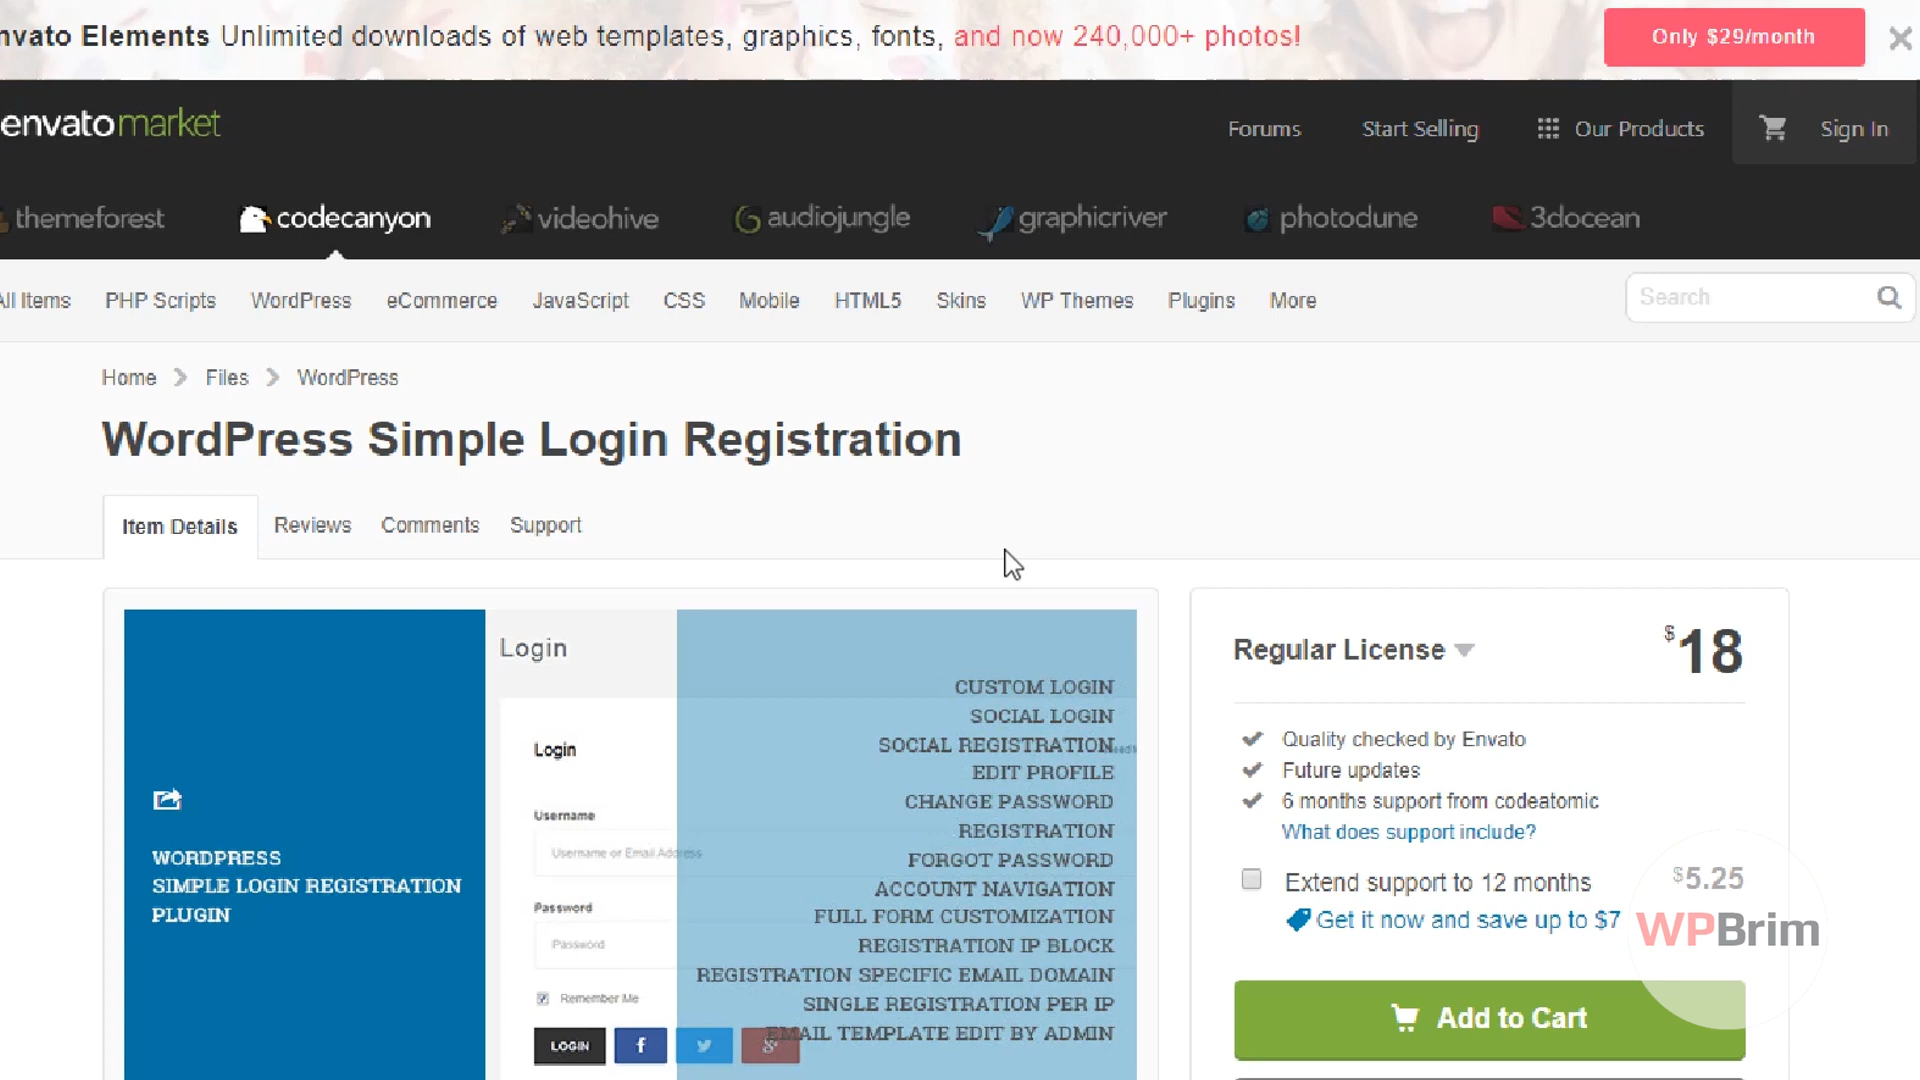 nvato Elements Unlimited downloads of web templates, graphics, fonts, and now 240,000+ photos!
Only $29/month
envatomarket
Forums
Start Selling
Our Products
Sign In
themeforest
codecanyon
videohive
audiojungle
graphicriver
photodune
3docean
All Items
PHP Scripts
WordPress
eCommerce
JavaScript
CSS
Mobile
HTML5
Skins
WP Themes
Plugins
More
Search
Home
Files
WordPress
WordPress Simple Login Registration
Item Details
Reviews
Comments
Support
WORDPRESS
SIMPLE LOGIN REGISTRATION
PLUGIN
Login
Login
Username
Username or Email Address
Password
Password
Remember Me
LOGIN
CUSTOM LOGIN
SOCIAL LOGIN
SOCIAL REGISTRATION
EDIT PROFILE
CHANGE PASSWORD
REGISTRATION
FORGOT PASSWORD
ACCOUNT NAVIGATION
FULL FORM CUSTOMIZATION
REGISTRATION IP BLOCK
REGISTRATION SPECIFIC EMAIL DOMAIN
SINGLE REGISTRATION PER IP
EMAIL TEMPLATE EDIT BY ADMIN
Regular License
$18
Quality checked by Envato
Future updates
6 months support from codeatomic
What does support include?
Extend support to 12 months
$5.25
Get it now and save up to $7
WPBrim
Add to Cart